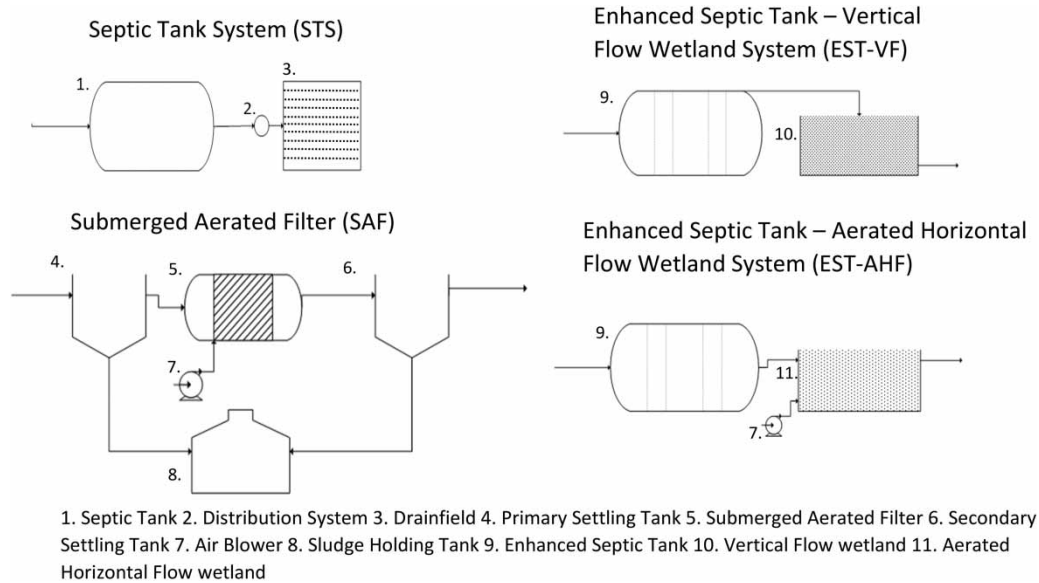 Septic Tank System (STS)
1.
2.
3.
Enhanced Septic Tank – Vertical
Flow Wetland System (EST-VF)
9.
10.
Submerged Aerated Filter (SAF)
4.
5.
6.
7.
8.
Enhanced Septic Tank – Aerated Horizontal
Flow Wetland System (EST-AHF)
9.
11.
7.
1. Septic Tank 2. Distribution System 3. Drainfield 4. Primary Settling Tank 5. Submerged Aerated Filter 6. Secondary
Settling Tank 7. Air Blower 8. Sludge Holding Tank 9. Enhanced Septic Tank 10. Vertical Flow wetland 11. Aerated
Horizontal Flow wetland